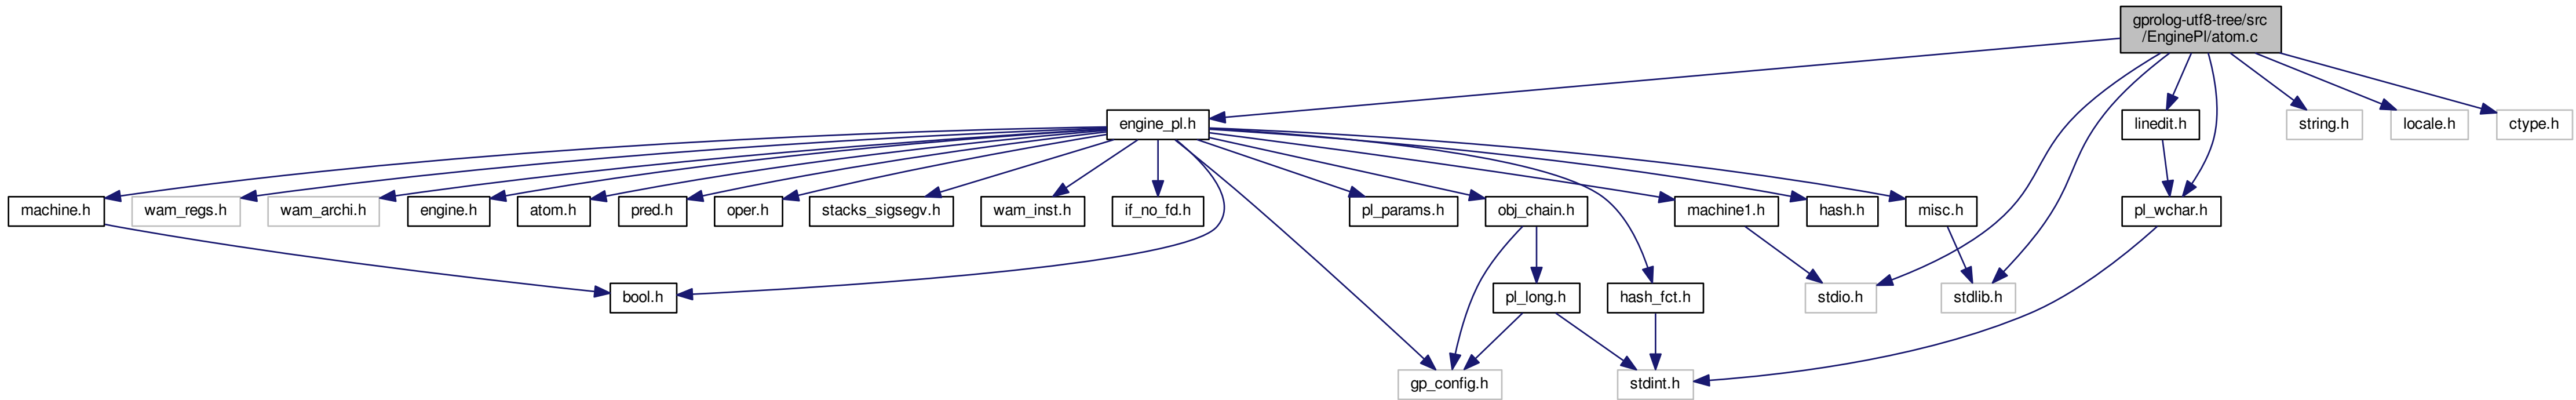 gprolog-utf8-tree/src
/EnginePl/atom.c
engine_pl.h
linedit.h
string.h
locale.h
ctype.h
machine.h
wam_regs.h
wam_archi.h
engine.h
atom.h
pred.h
oper.h
stacks_sigsegv.h
wam_inst.h
if_no_fd.h
pl_params.h
obj_chain.h
machine1.h
hash.h
misc.h
pl_wchar.h
bool.h
pl_long.h
hash_fct.h
stdio.h
stdlib.h
gp_config.h
stdint.h